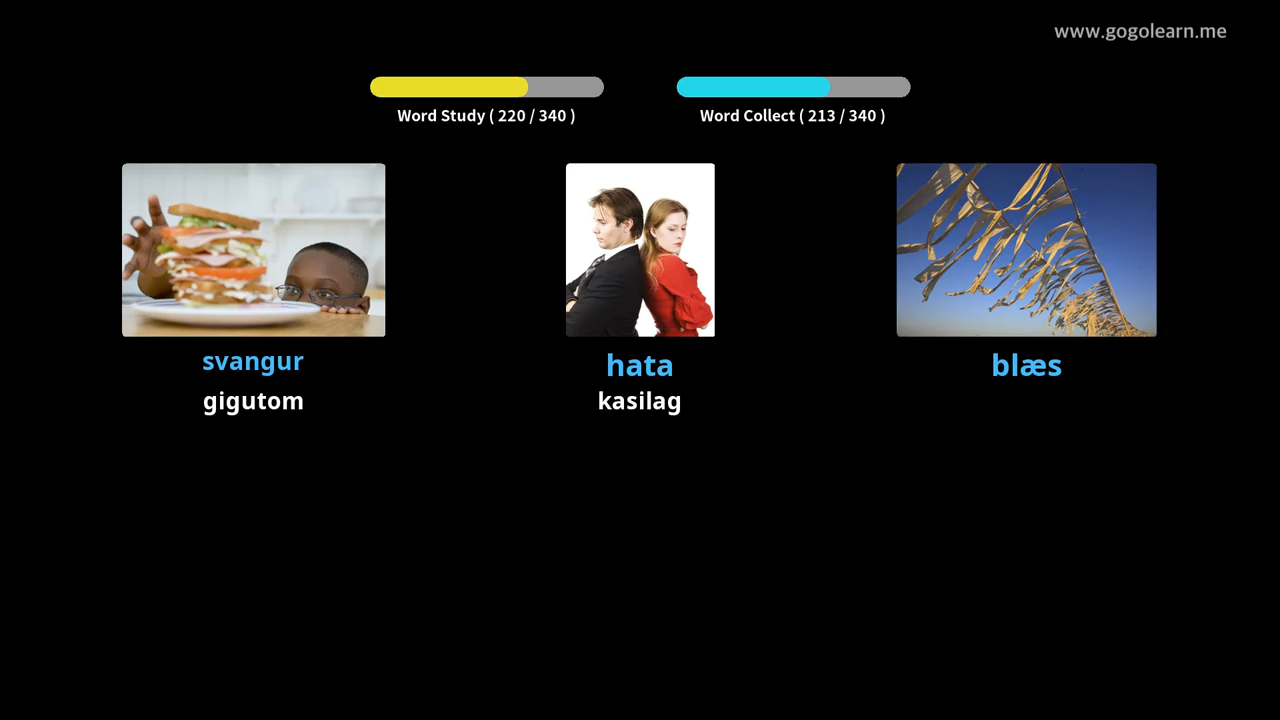 www.gogolearn.me
Word Study ( 220 / 340 )
Word Collect ( 213 / 340 )
svangur
gigutom
hata
kasilag
blæs